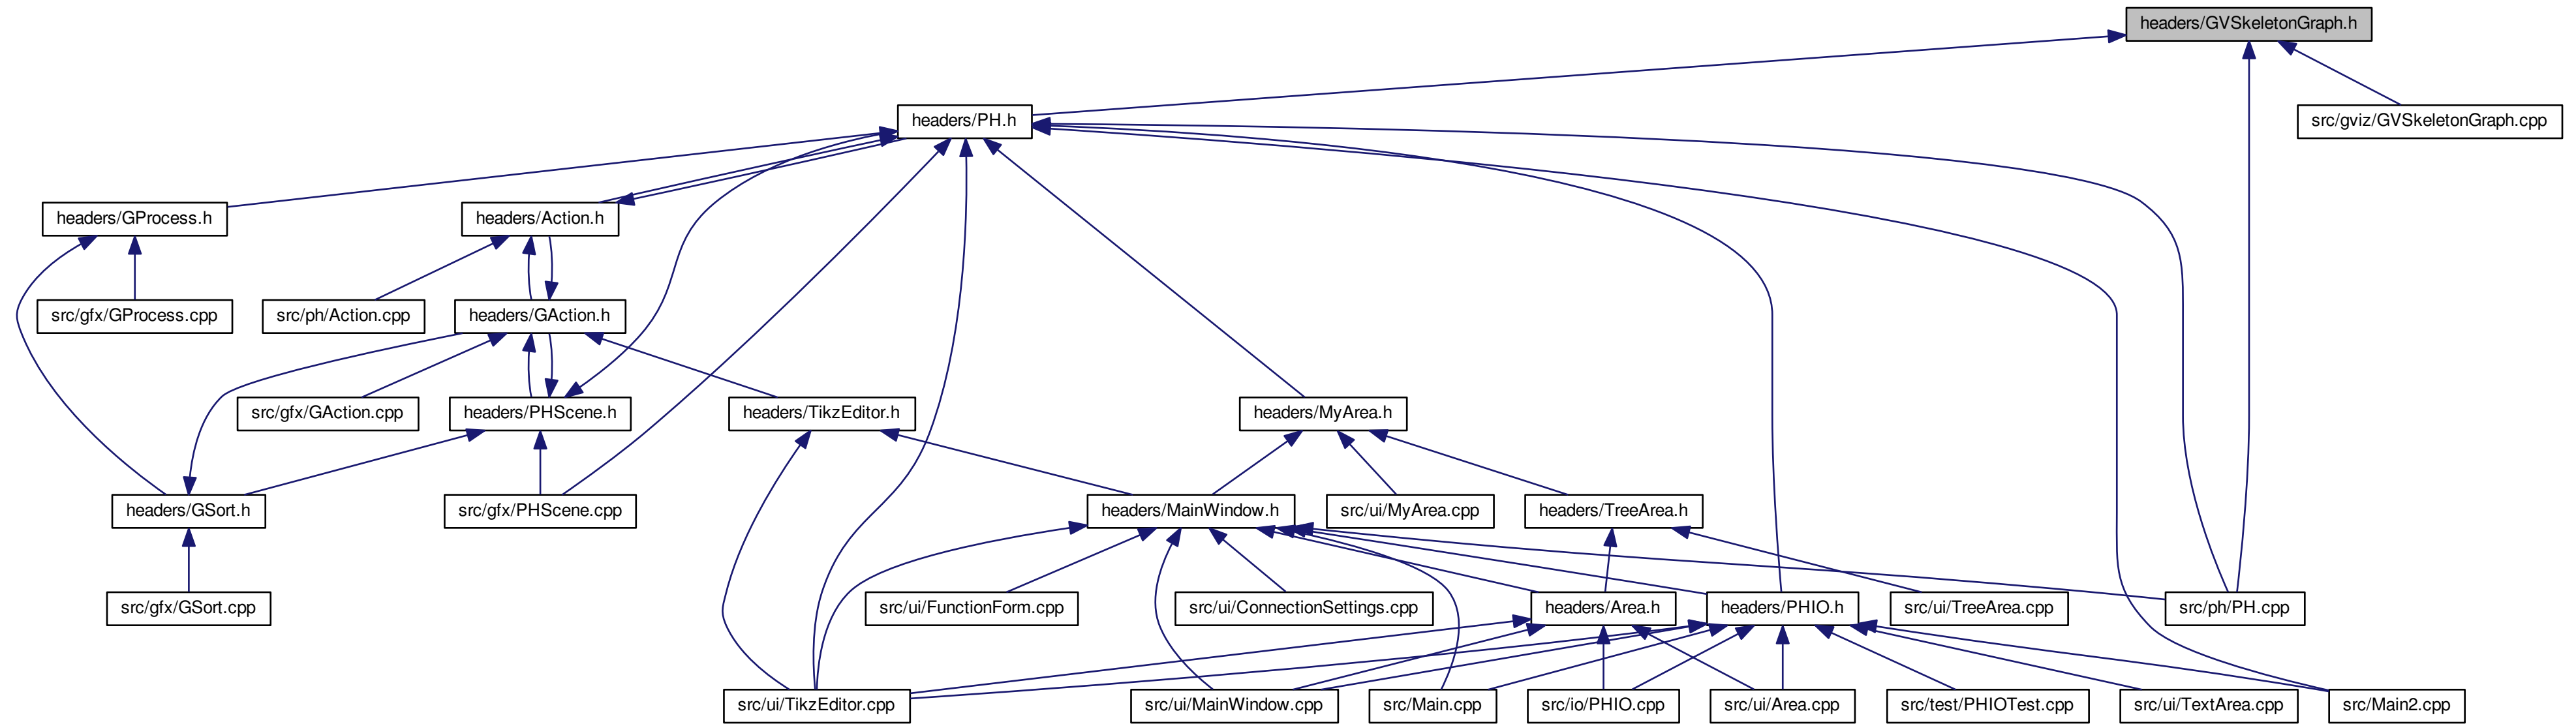 headers/GVSkeletonGraph.h
headers/PH.h
src/gviz/GVSkeletonGraph.cpp
headers/GProcess.h
headers/Action.h
src/gfx/GProcess.cpp
src/ph/Action.cpp
headers/GAction.h
src/gfx/GAction.cpp
headers/PHScene.h
headers/TikzEditor.h
headers/MyArea.h
headers/GSort.h
src/gfx/PHScene.cpp
headers/MainWindow.h
src/ui/MyArea.cpp
headers/TreeArea.h
src/gfx/GSort.cpp
src/ui/FunctionForm.cpp
src/ui/ConnectionSettings.cpp
headers/Area.h
headers/PHIO.h
src/ui/TreeArea.cpp
src/ph/PH.cpp
src/ui/TikzEditor.cpp
src/ui/MainWindow.cpp
src/Main.cpp
src/io/PHIO.cpp
src/ui/Area.cpp
src/test/PHIOTest.cpp
src/ui/TextArea.cpp
src/Main2.cpp